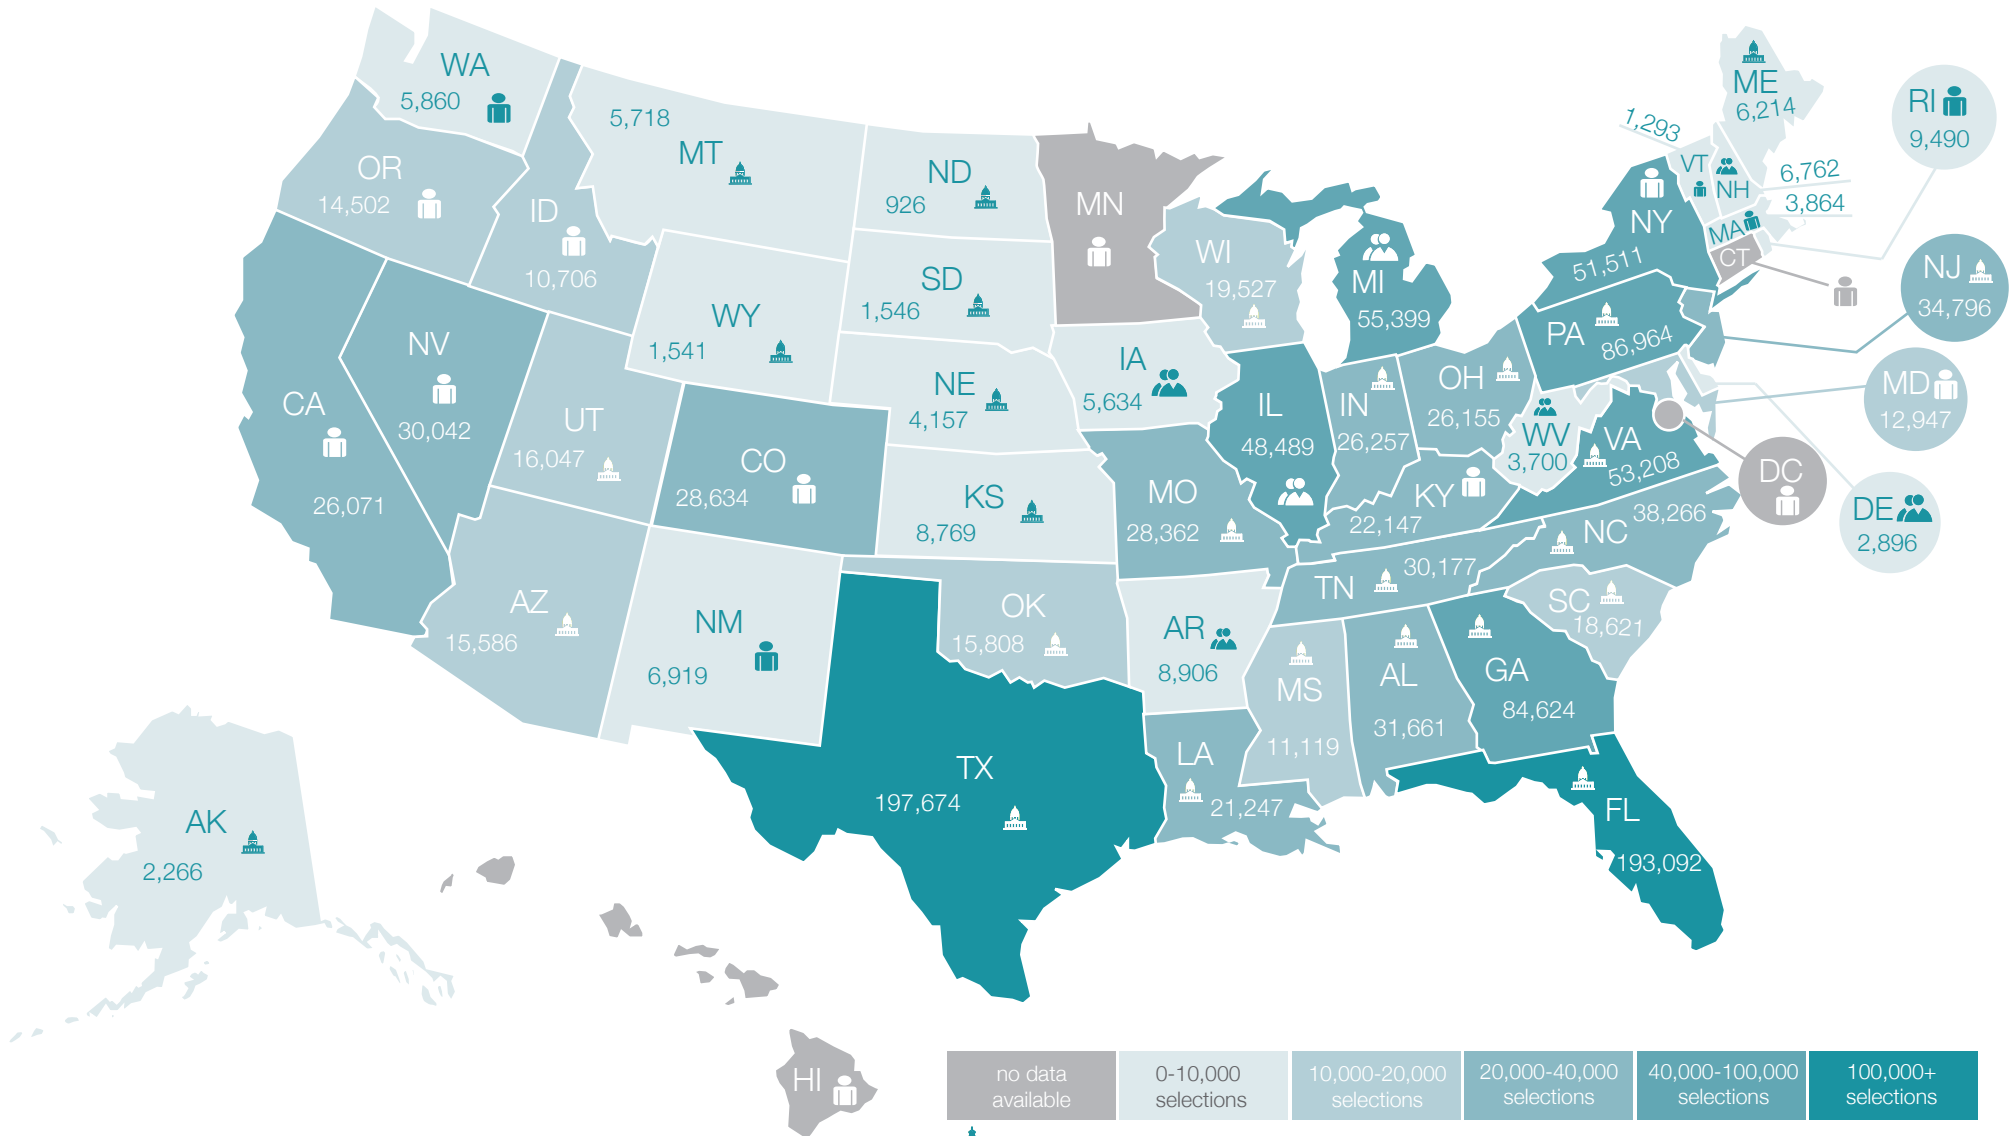 WA
5,860
OR
14,502
ID
10,706
5,718
MT
ND
926
SD
1,546
WY
1,541
NE
4,157
MN
WI
19,527
IA
5,634
MI
55,399
NY
51,511
1,293
VT
NH
ME
6,214
6,762
3,864
MA
CT
RI
9,490
NJ
34,796
MD
12,947
DC
DE
2,896
PA
86,964
OH
26,155
IN
26,257
IL
48,489
WV
3,700
VA
53,208
KY
22,147
NC
38,266
TN
30,177
SC
18,621
GA
84,624
AL
31,661
MS
11,119
LA
21,247
FL
193,092
AR
8,906
MO
28,362
KS
8,769
OK
15,808
TX
197,674
NM
6,919
CO
28,634
UT
16,047
AZ
15,586
NV
30,042
CA
26,071
AK
2,266
HI
no data
available
0-10,000
selections
10,000-20,000
selections
20,000-40,000
selections
40,000-100,000
selections
100,000+
selections